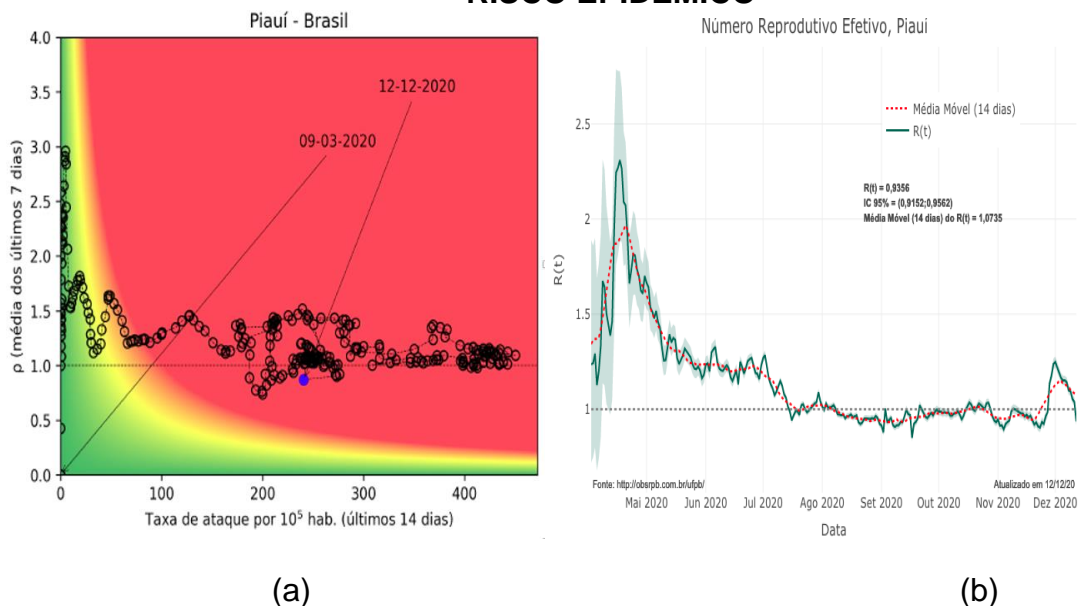 RISCO EPIDÊMICO
Piauí - Brasil
4.0
3.5
3.0
2.5
2.0
1.5
1.0
0.5
0.0
ρ (média dos últimos 7 dias)
12-12-2020
09-03-2020
0 100 200 300 400
Taxa de ataque por 10⁵ hab. (últimos 14 dias)
(a)
Número Reprodutivo Efetivo, Piaui
Média Móvel (14 dias)
R(t)
R(t) = 0,9356
IC 95% = (0,9152;0,9562)
Média Móvel (14 dias) do R(t) = 1,0735
2.5
2
1.5
1
R(t)
Fonte: http://obsrpb.com.br/ufpb/
Atualizado em 12/12/20
Mai 2020 Jun 2020 Jul 2020 Ago 2020 Set 2020 Out 2020 Nov 2020 Dez 2020
Data
(b)